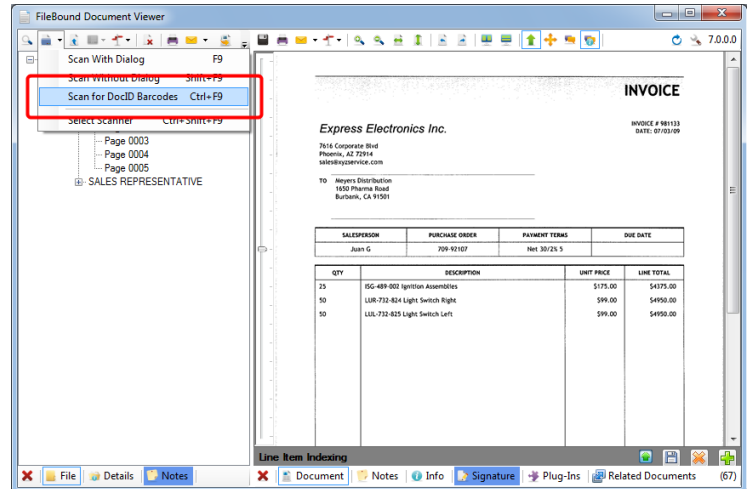 FileBound Document Viewer
7.0.0.0
Scan With Dialog F9
Scan Without Dialog Shift+F9
Scan for DocID Barcodes Ctrl+F9
Select Scanner Ctrl+Shift+F9
Page 0003
Page 0004
Page 0005
SALES REPRESENTATIVE
INVOICE
Express Electronics Inc.
INVOICE # 981133
DATE: 07/03/09
7616 Corporate Blvd
Phoenix, AZ 72914
sales@xyzservice.com
TO Meyers Distribution
1650 Pharma Road
Burbank, CA 91501
SALESPERSON PURCHASE ORDER PAYMENT TERMS DUE DATE
Juan G 709-92107 Net 30/2% 5
QTY DESCRIPTION UNIT PRICE LINE TOTAL
25 ISG-489-002 Ignition Assemblies $175.00 $4375.00
50 LUR-732-824 Light Switch Right $99.00 $4950.00
50 LUL-732-825 Light Switch Left $99.00 $4950.00
Line Item Indexing
File Details Notes Document Notes Info Signature Plug-Ins Related Documents (67)